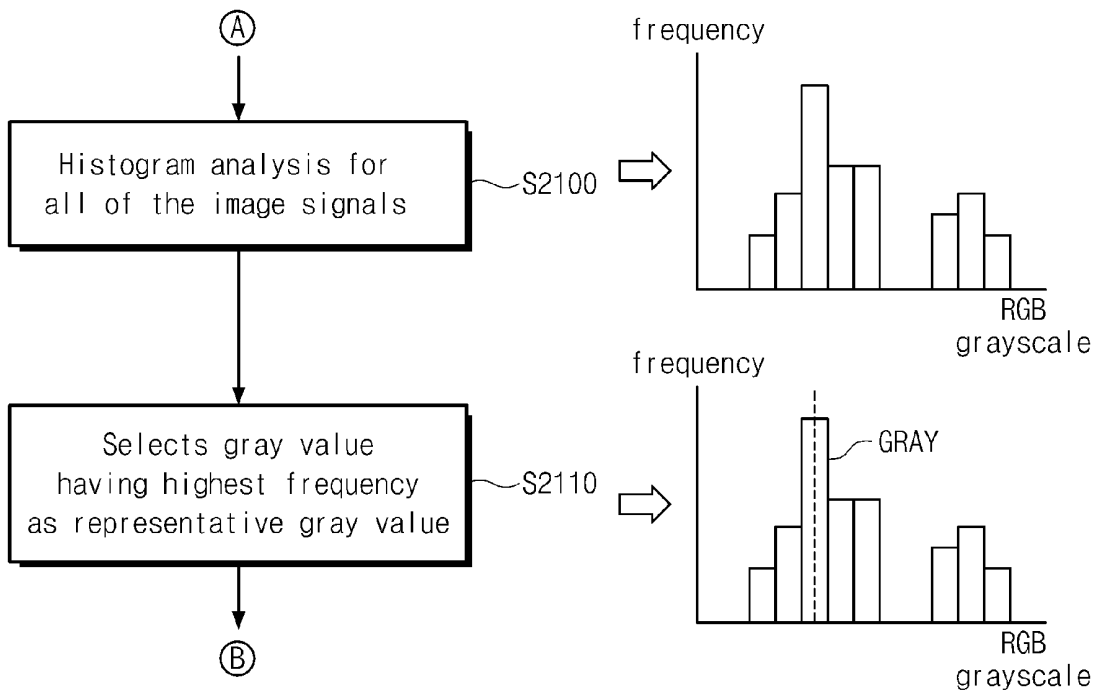 A
frequency
Histogram analysis for
all of the image signals
S2100
RGB
grayscale
frequency
Selects gray value
having highest frequency
as representative gray value
S2110
GRAY
RGB
grayscale
B